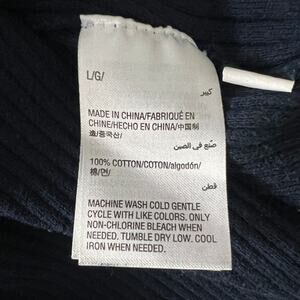 L/G/
كبير
MADE IN CHINA/FABRIQUÉ EN
CHINE/HECHO EN CHINA/中国制
造/중국산/
صُنع في الصين
100% COTTON/COTON/algodón/
棉/면/
قطن
MACHINE WASH COLD GENTLE
CYCLE WITH LIKE COLORS. ONLY
NON-CHLORINE BLEACH WHEN
NEEDED. TUMBLE DRY LOW. COOL
IRON WHEN NEEDED.